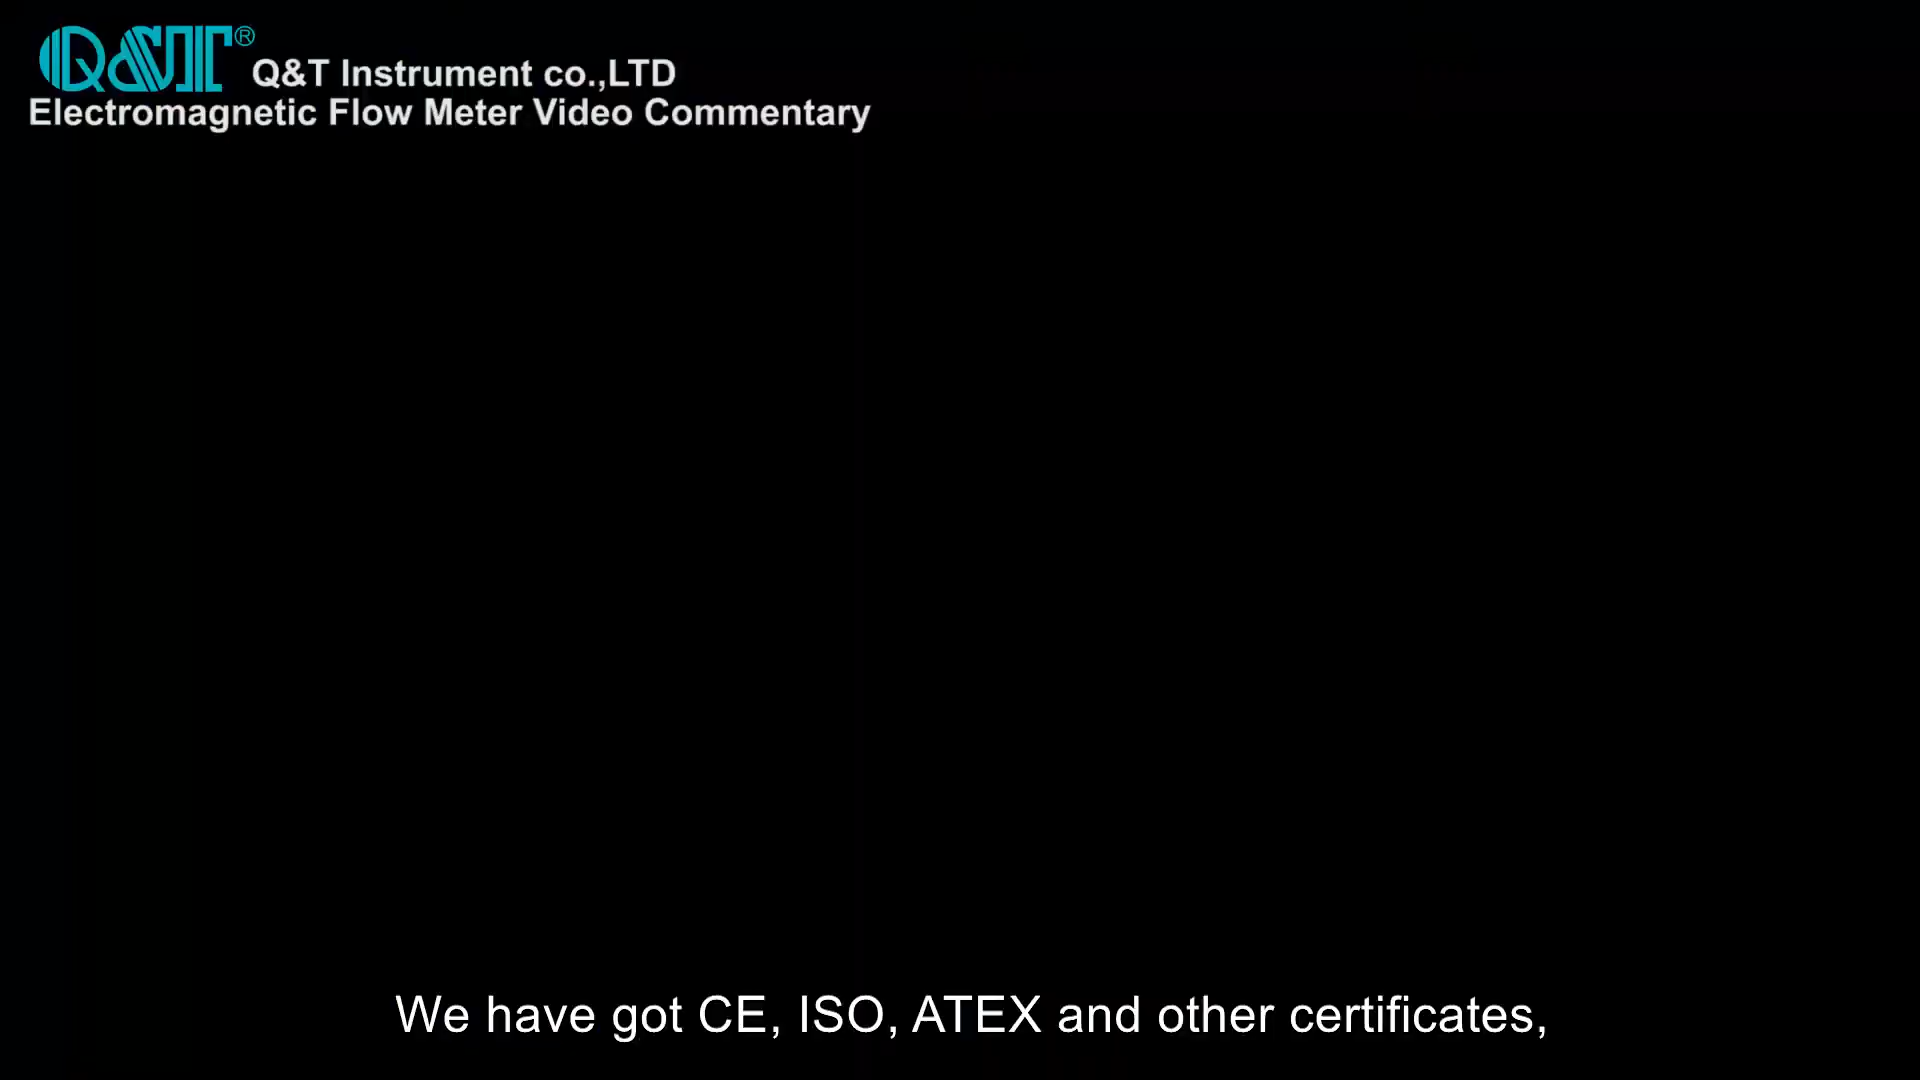 Q&T®
Q&T Instrument co.,LTD
Electromagnetic Flow Meter Video Commentary
We have got CE, ISO, ATEX and other certificates,